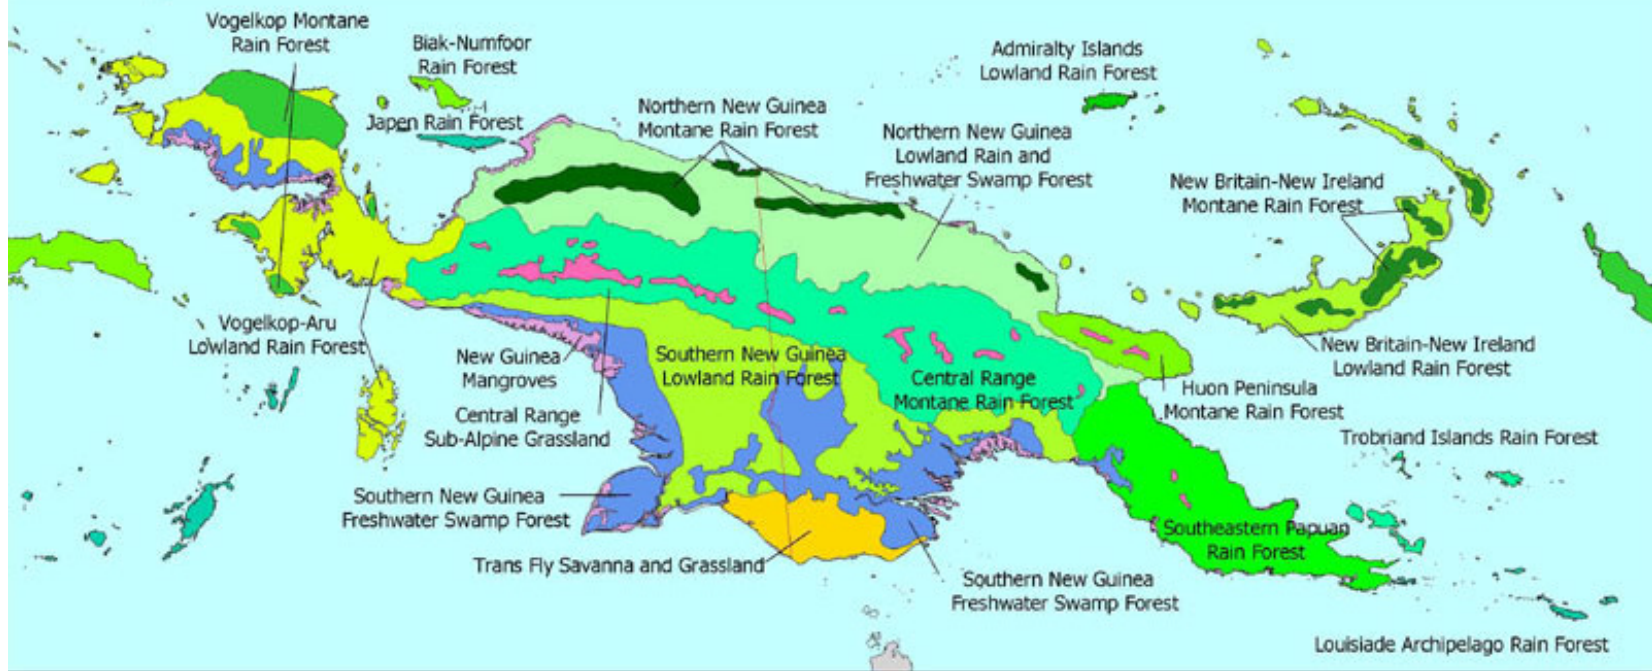 Vogelkop Montane
Rain Forest
Biak-Numfoor
Rain Forest
Admiralty Islands
Lowland Rain Forest
Japen Rain Forest
Northern New Guinea
Montane Rain Forest
Northern New Guinea
Lowland Rain and
Freshwater Swamp Forest
New Britain-New Ireland
Montane Rain Forest
Vogelkop-Aru
Lowland Rain Forest
New Guinea
Mangroves
Southern New Guinea
Lowland Rain Forest
Central Range
Montane Rain Forest
New Britain-New Ireland
Lowland Rain Forest
Huon Peninsula
Montane Rain Forest
Central Range
Sub-Alpine Grassland
Trobriand Islands Rain Forest
Southern New Guinea
Freshwater Swamp Forest
Southeastern Papuan
Rain Forest
Trans Fly Savanna and Grassland
Southern New Guinea
Freshwater Swamp Forest
Louisiade Archipelago Rain Forest